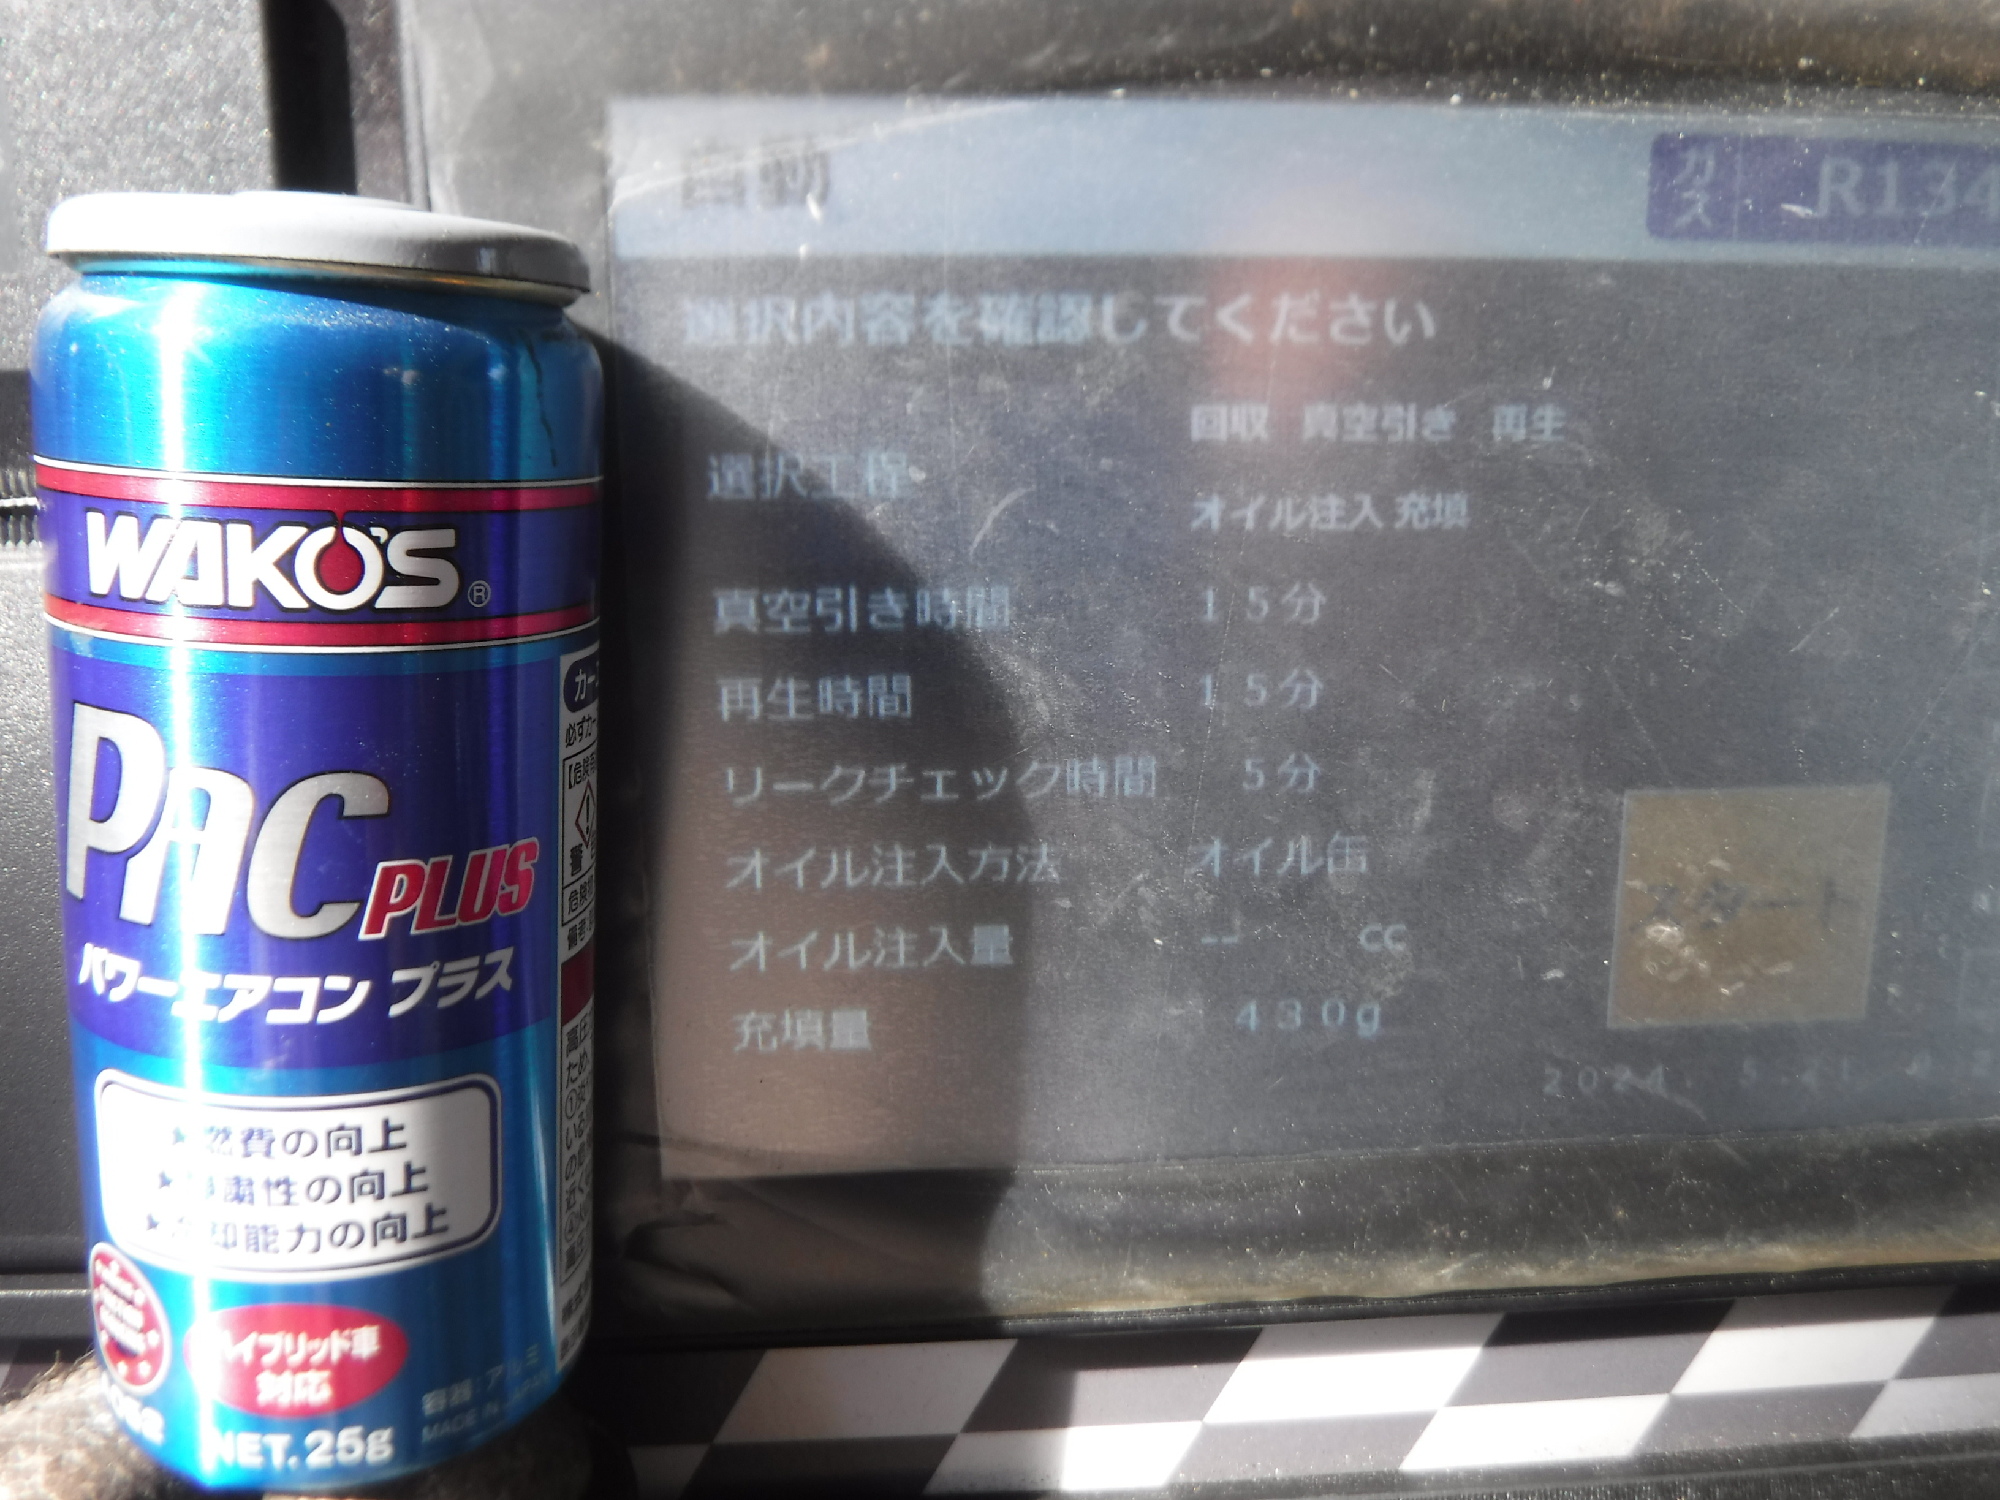 WAKO'S®
PAC PLUS
パワーエアコン プラス
燃費の向上
静粛性の向上
冷却能力の向上
ハイブリッド車
対応
容器:アルミ
MADE IN
NET.25g
自動
ガス
R134
選択内容を確認してください
選択工程
回収 真空引き 再生
オイル注入 充填
真空引き時間 15分
再生時間 15分
リークチェック時間 5分
オイル注入方法 オイル缶
オイル注入量 -- cc
充填量 430g
スタート
2024. 5.21